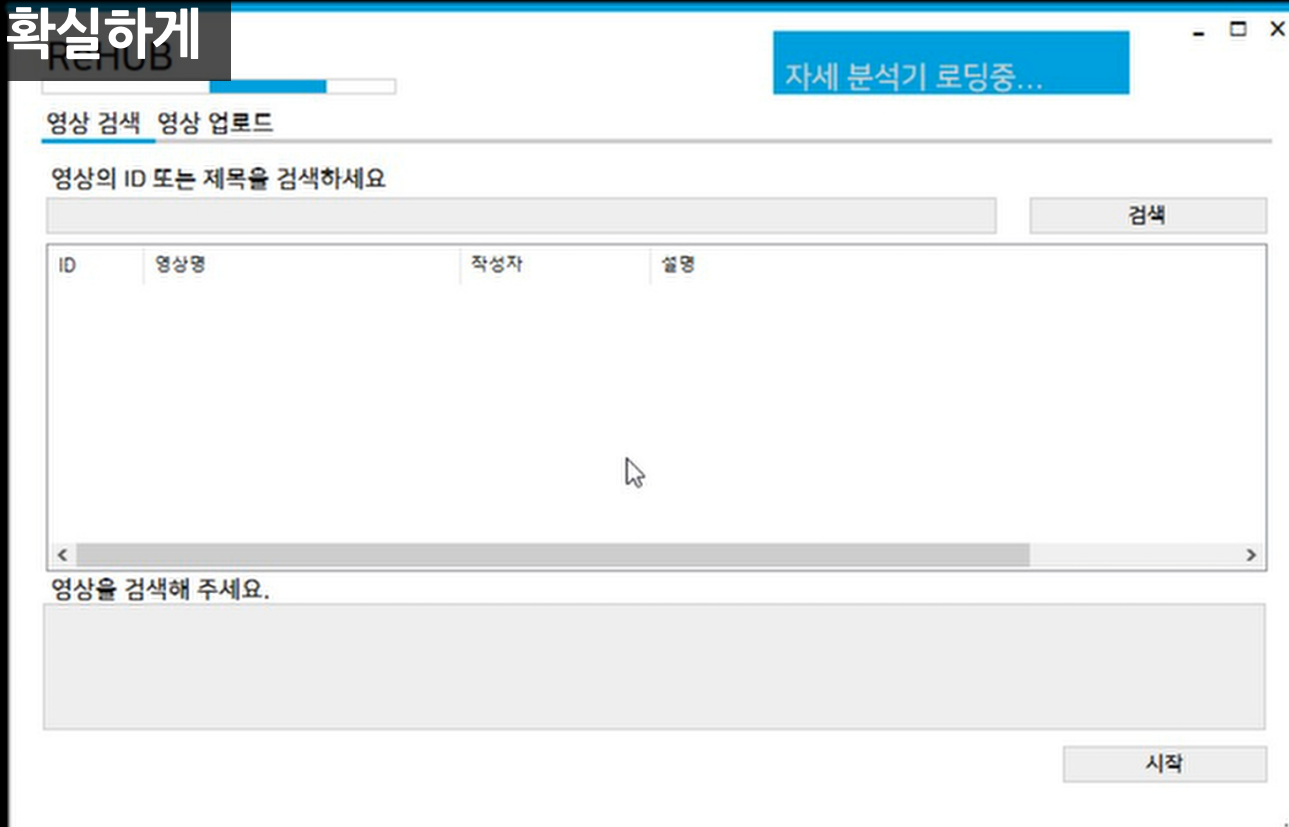 확실하게
ReHUB
자세 분석기 로딩중...
영상 검색 영상 업로드
영상의 ID 또는 제목을 검색하세요
검색
ID 영상명 작성자 설명
영상을 검색해 주세요.
시작